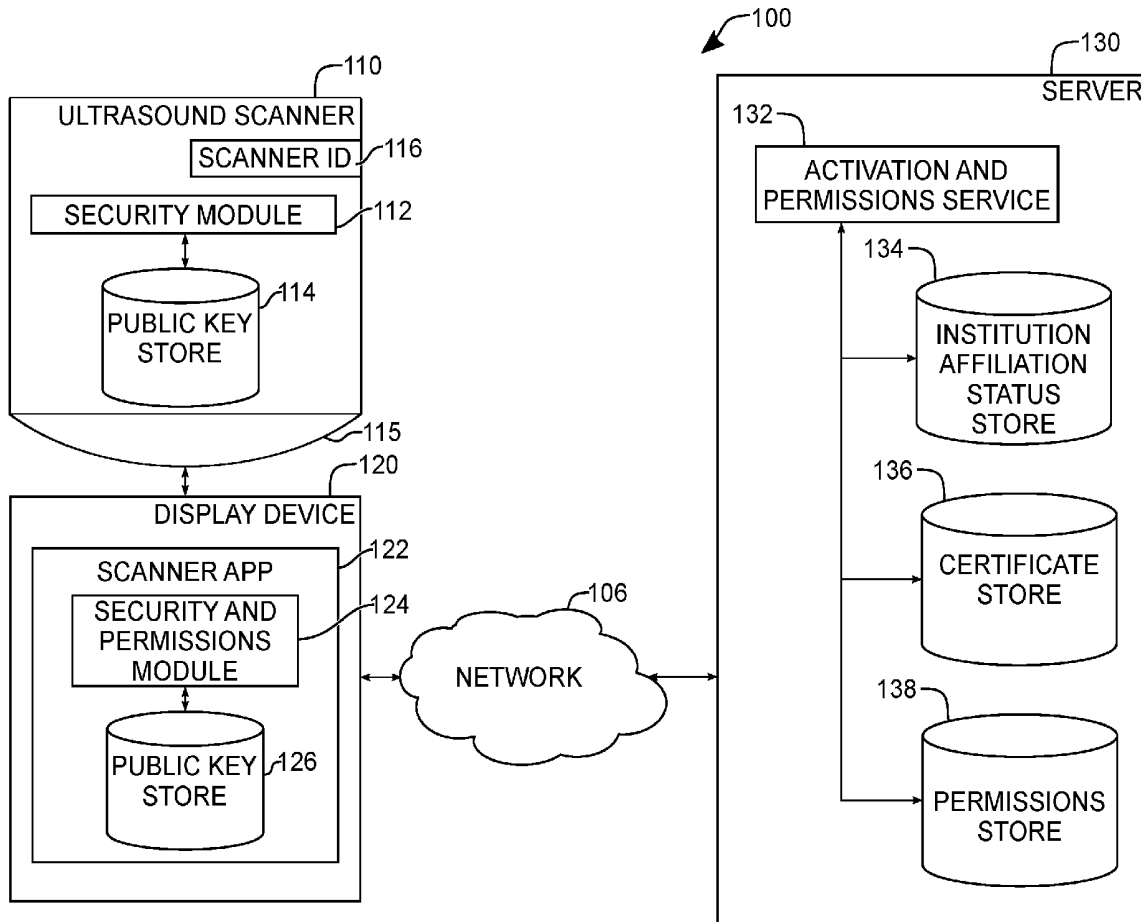 100
110
ULTRASOUND SCANNER
SCANNER ID
116
SECURITY MODULE
112
PUBLIC KEY
STORE
114
115
120
DISPLAY DEVICE
122
SCANNER APP
SECURITY AND
PERMISSIONS
MODULE
124
PUBLIC KEY
STORE
126
106
NETWORK
130
SERVER
132
ACTIVATION AND
PERMISSIONS SERVICE
134
INSTITUTION
AFFILIATION
STATUS
STORE
136
CERTIFICATE
STORE
138
PERMISSIONS
STORE